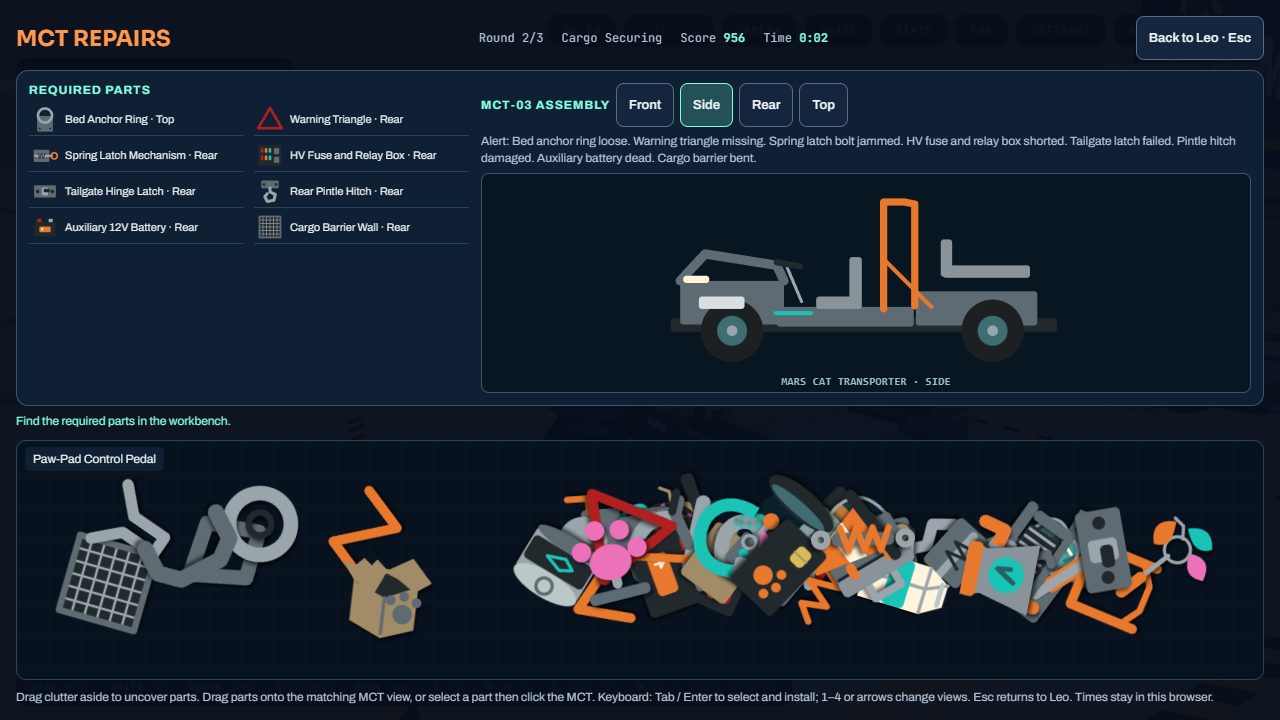 MCT REPAIRS
Round 2/3 Cargo Securing Score 956 Time 0:02
Back to Leo · Esc
REQUIRED PARTS
Bed Anchor Ring · Top
Warning Triangle · Rear
Spring Latch Mechanism · Rear
HV Fuse and Relay Box · Rear
Tailgate Hinge Latch · Rear
Rear Pintle Hitch · Rear
Auxiliary 12V Battery · Rear
Cargo Barrier Wall · Rear
MCT-03 ASSEMBLY
Front
Side
Rear
Top
Alert: Bed anchor ring loose. Warning triangle missing. Spring latch bolt jammed. HV fuse and relay box shorted. Tailgate latch failed. Pintle hitch
damaged. Auxiliary battery dead. Cargo barrier bent.
MARS CAT TRANSPORTER · SIDE
Find the required parts in the workbench.
Paw-Pad Control Pedal
Drag clutter aside to uncover parts. Drag parts onto the matching MCT view, or select a part then click the MCT. Keyboard: Tab / Enter to select and install; 1–4 or arrows change views. Esc returns to Leo. Times stay in this browser.